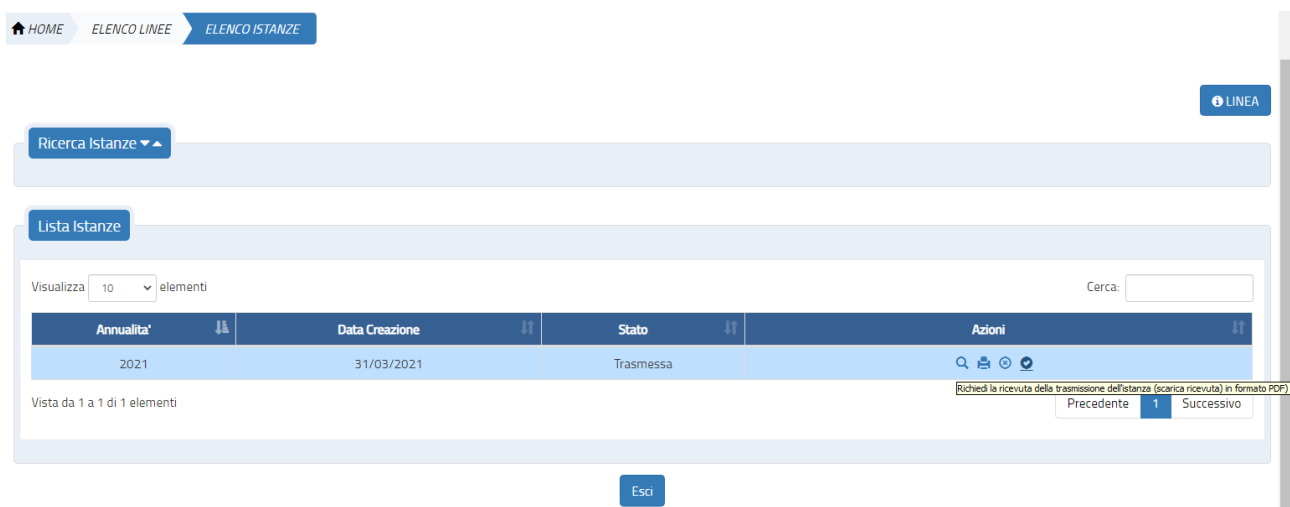 HOME ELENCO LINEE ELENCO ISTANZE
LINEA
Ricerca Istanze
Lista Istanze
Visualizza 10 elementi Cerca:
Annualita' Data Creazione Stato Azioni
2021 31/03/2021 Trasmessa
Richiedi la ricevuta della trasmissione dell'istanza (scarica ricevuta) in formato PDF)
Vista da 1 a 1 di 1 elementi Precedente 1 Successivo
Esci